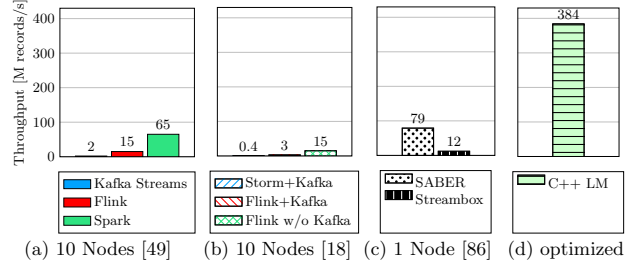 Throughput [M records/s]
400
300
200
100
0
2
15
65
0.4
3
15
79
12
384
Kafka Streams
Flink
Spark
Storm+Kafka
Flink+Kafka
Flink w/o Kafka
SABER
Streambox
C++ LM
(a) 10 Nodes [49]
(b) 10 Nodes [18]
(c) 1 Node [86]
(d) optimized